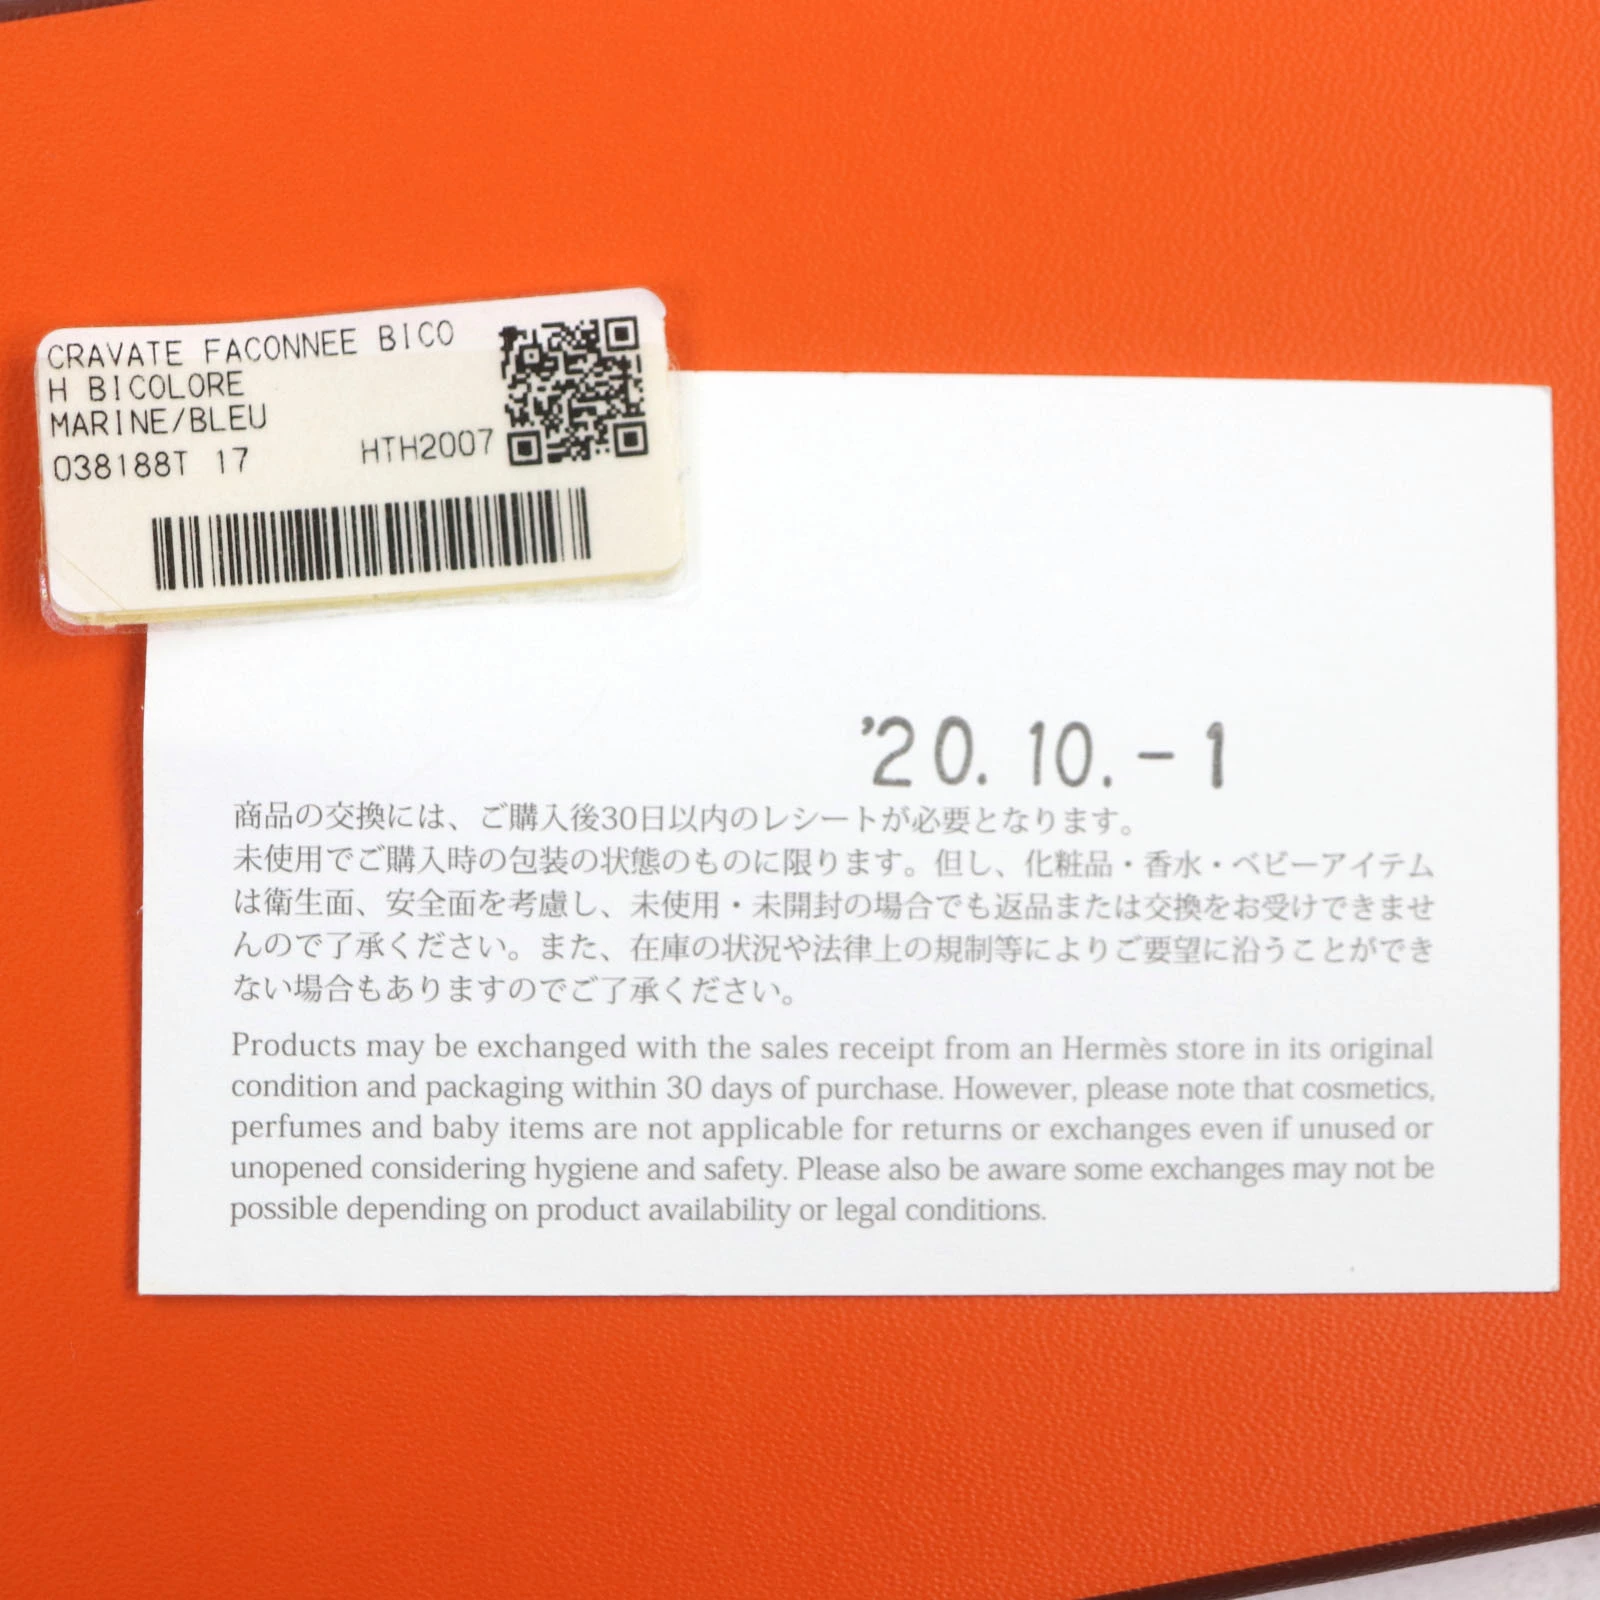 CRAVATE FACONNEE BICO
H BICOLORE
MARINE/BLEU
038188T 17 HTH2007
'20.10.-1
商品の交換には、ご購入後30日以内のレシートが必要となります。
未使用でご購入時の包装の状態のものに限ります。但し、化粧品・香水・ベビーアイテム
は衛生面、安全面を考慮し、未使用・未開封の場合でも返品または交換をお受けできませ
んので了承ください。また、在庫の状況や法律上の規制等によりご要望に沿うことができ
ない場合もありますのでご了承ください。
Products may be exchanged with the sales receipt from an Hermès store in its original
condition and packaging within 30 days of purchase. However, please note that cosmetics,
perfumes and baby items are not applicable for returns or exchanges even if unused or
unopened considering hygiene and safety. Please also be aware some exchanges may not be
possible depending on product availability or legal conditions.